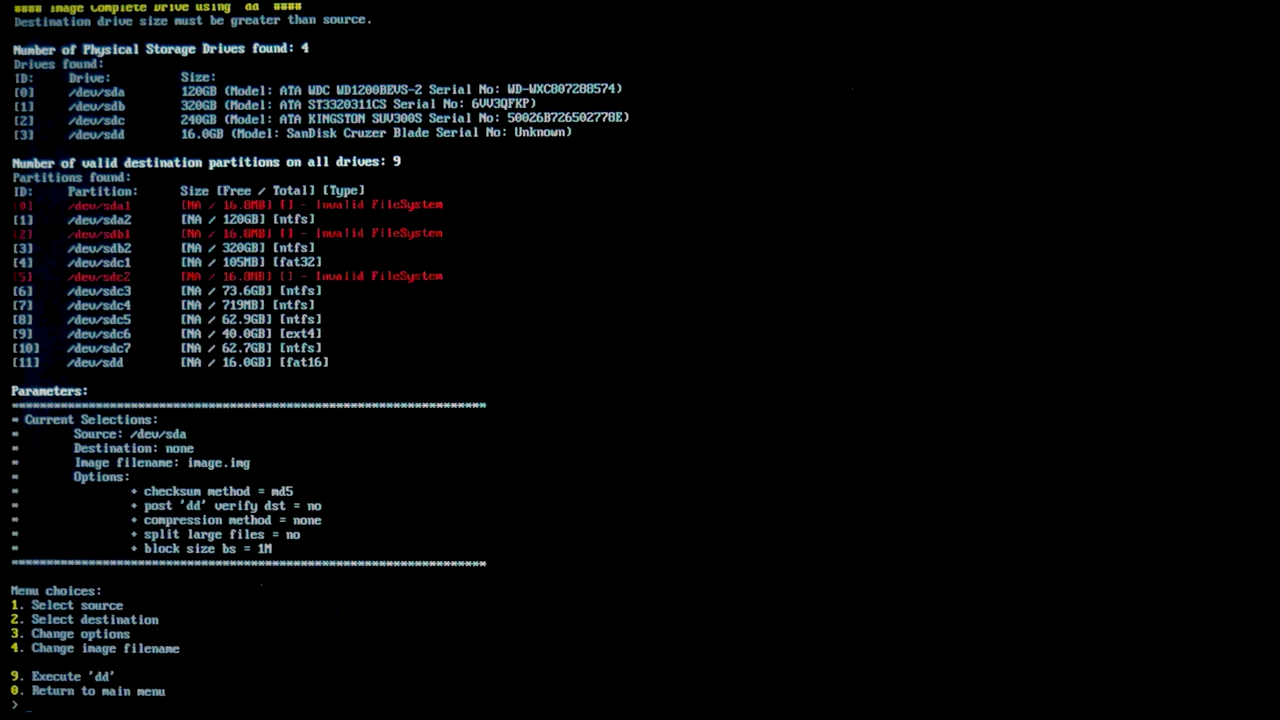 #### Image Complete Drive using 'dd' ####
Destination drive size must be greater than source.
Number of Physical Storage Drives found: 4
Drives found:
ID: Drive: Size:
[0] /dev/sda 120GB (Model: ATA WDC WD1200BEVS-2 Serial No: WD-WXC807288574)
[1] /dev/sdb 320GB (Model: ATA ST3320311CS Serial No: 6VV3QFKP)
[2] /dev/sdc 240GB (Model: ATA KINGSTON SUV300S Serial No: 50026B726502778E)
[3] /dev/sdd 16.0GB (Model: SanDisk Cruzer Blade Serial No: Unknown)
Number of valid destination partitions on all drives: 9
Partitions found:
ID: Partition: Size [Free / Total] [Type]
[0] /dev/sda1 [NA / 16.8MB] [] - Invalid FileSystem
[1] /dev/sda2 [NA / 120GB] [ntfs]
[2] /dev/sdb1 [NA / 16.8MB] [] - Invalid FileSystem
[3] /dev/sdb2 [NA / 320GB] [ntfs]
[4] /dev/sdc1 [NA / 105MB] [fat32]
[5] /dev/sdc2 [NA / 16.8MB] [] - Invalid FileSystem
[6] /dev/sdc3 [NA / 73.6GB] [ntfs]
[7] /dev/sdc4 [NA / 719MB] [ntfs]
[8] /dev/sdc5 [NA / 62.9GB] [ntfs]
[9] /dev/sdc6 [NA / 40.0GB] [ext4]
[10] /dev/sdc7 [NA / 62.7GB] [ntfs]
[11] /dev/sdd [NA / 16.0GB] [fat16]
Parameters:
*******************************************************************
* Current Selections:
* Source: /dev/sda
* Destination: none
* Image filename: image.img
* Options:
* + checksum method = md5
* + post 'dd' verify dst = no
* + compression method = none
* + split large files = no
* + block size bs = 1M
*******************************************************************
Menu choices:
1. Select source
2. Select destination
3. Change options
4. Change image filename
9. Execute 'dd'
0. Return to main menu
> _